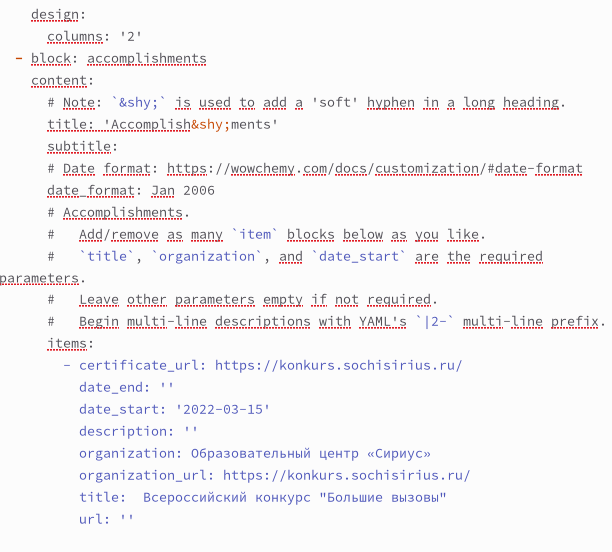 design:
columns: '2'
- block: accomplishments
content:
# Note: `&shy;` is used to add a 'soft' hyphen in a long heading.
title: 'Accomplish&shy;ments'
subtitle:
# Date format: https://wowchemy.com/docs/customization/#date-format
date_format: Jan 2006
# Accomplishments.
#   Add/remove as many `item` blocks below as you like.
#   `title`, `organization`, and `date_start` are the required
parameters.
#   Leave other parameters empty if not required.
#   Begin multi-line descriptions with YAML's `|2-` multi-line prefix.
items:
- certificate_url: https://konkurs.sochisirius.ru/
date_end: ''
date_start: '2022-03-15'
description: ''
organization: Образовательный центр «Сириус»
organization_url: https://konkurs.sochisirius.ru/
title:  Всероссийский конкурс "Большие вызовы"
url: ''